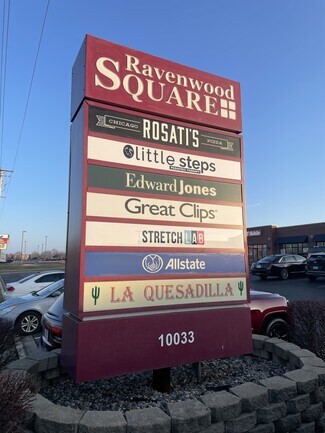 Ravenwood
SQUARE
CHICAGO ROSATI'S PIZZA
little steps
Edward Jones
Great Clips
STRETCH LAB
Allstate
LA QUESADILLA
10033